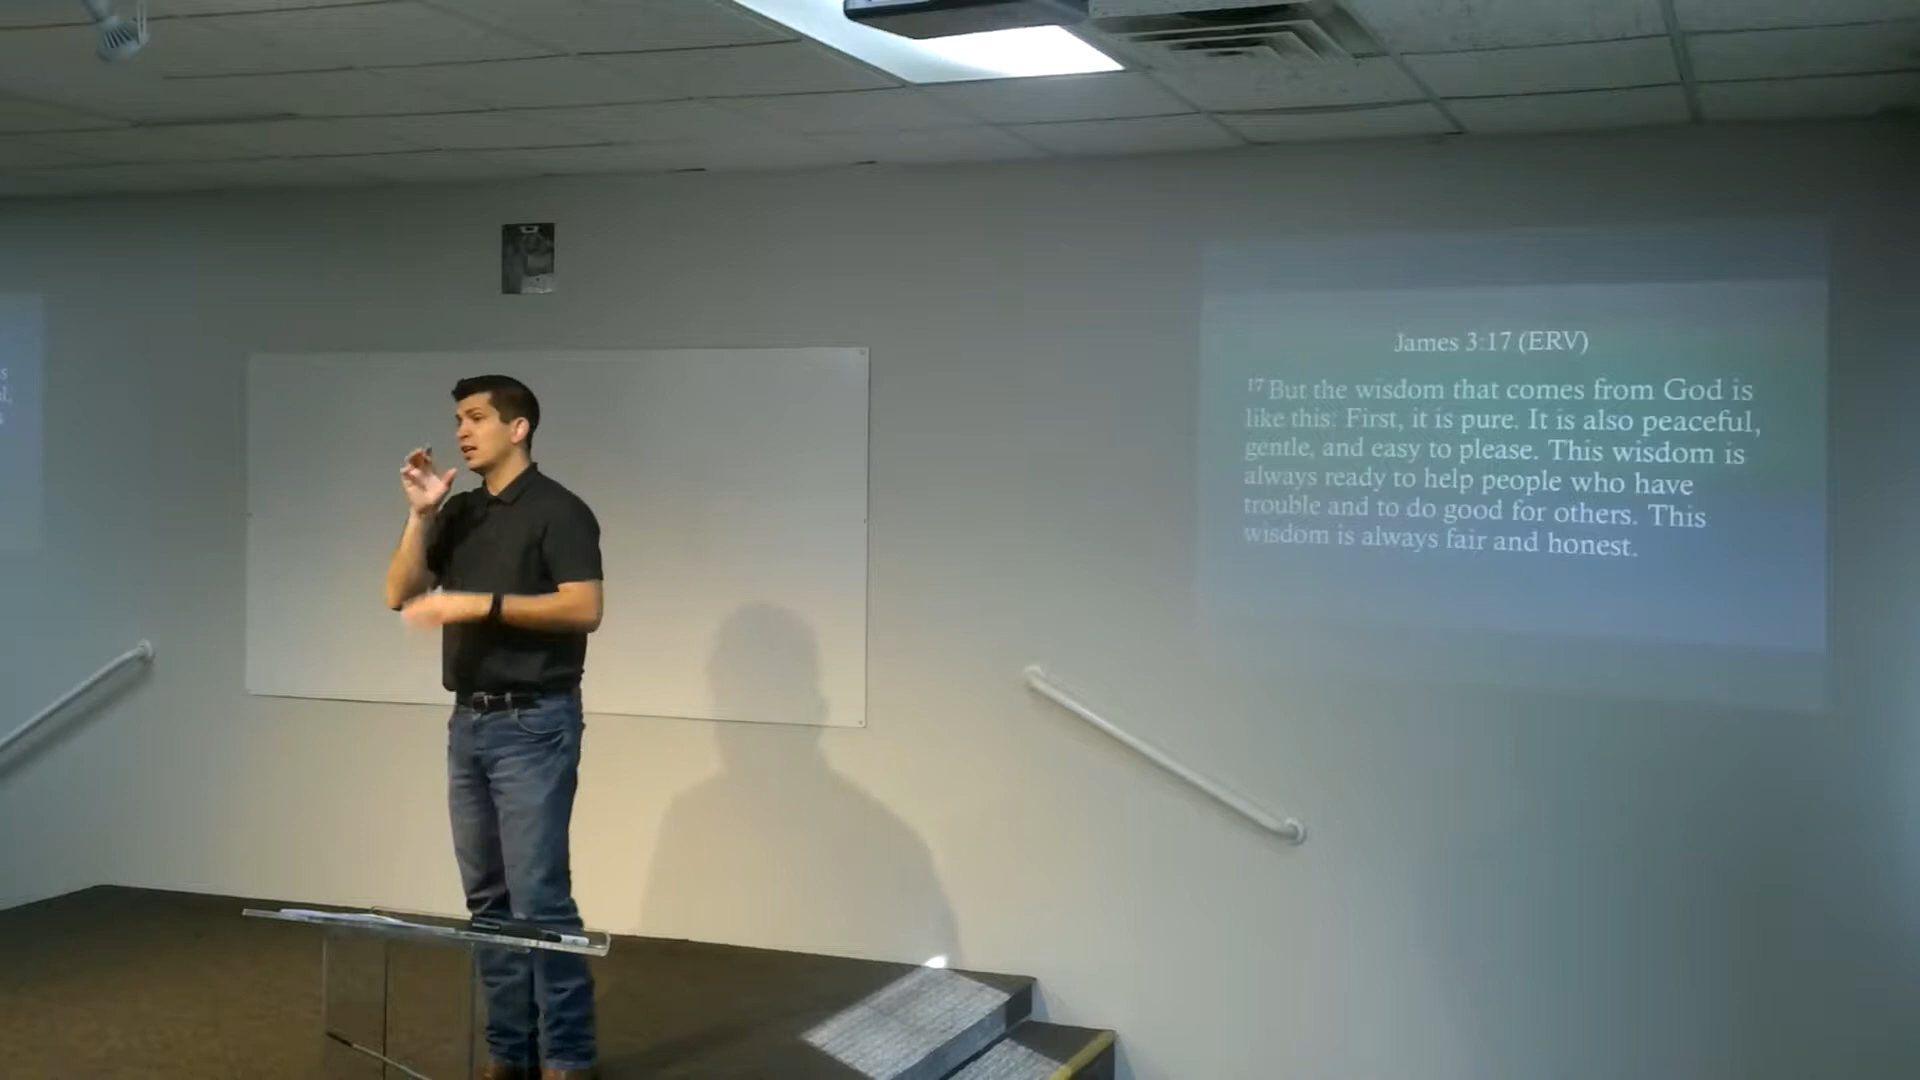 James 3:17 (ERV)
17 But the wisdom that comes from God is
like this: First, it is pure. It is also peaceful,
gentle, and easy to please. This wisdom is
always ready to help people who have
trouble and to do good for others. This
wisdom is always fair and honest.